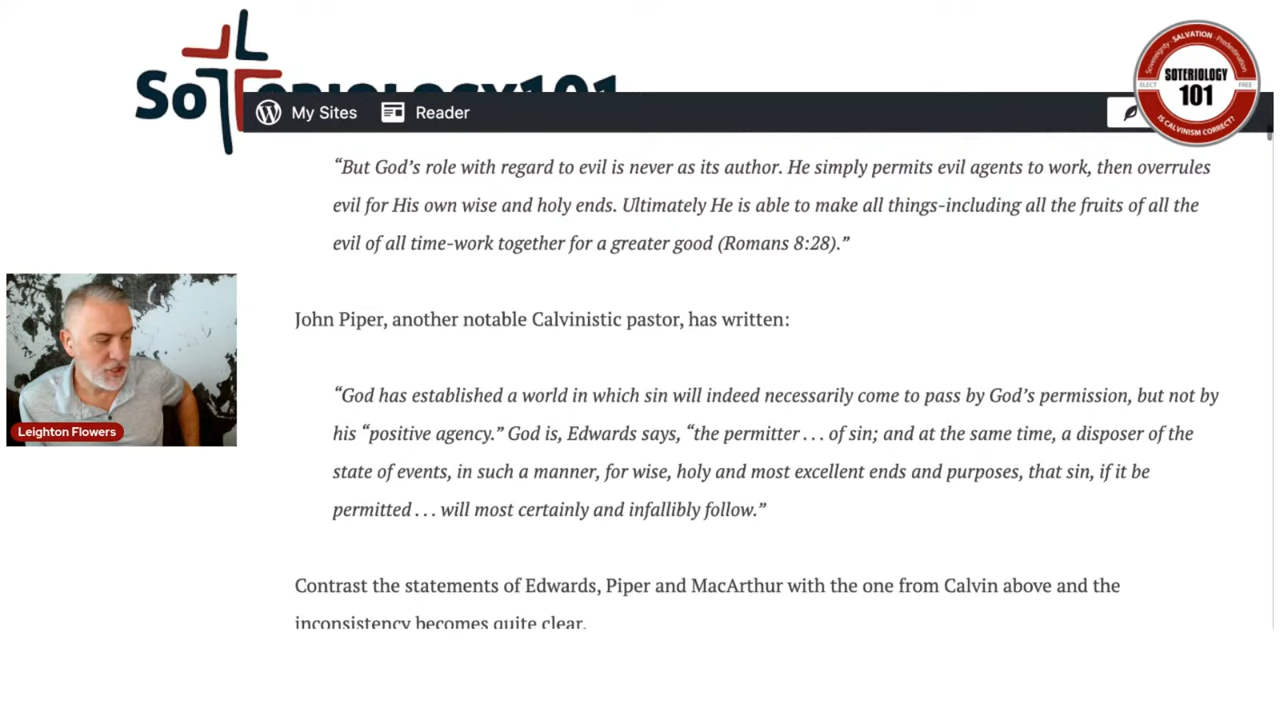 SoTERIOLOGY101
My Sites
Reader
Sovereignty · SALVATION · Predestination
ELECT
SOTERIOLOGY
101
FREE
IS CALVINISM CORRECT?
“But God’s role with regard to evil is never as its author. He simply permits evil agents to work, then overrules
evil for His own wise and holy ends. Ultimately He is able to make all things-including all the fruits of all the
evil of all time-work together for a greater good (Romans 8:28).”
John Piper, another notable Calvinistic pastor, has written:
“God has established a world in which sin will indeed necessarily come to pass by God’s permission, but not by
his “positive agency.” God is, Edwards says, “the permitter . . . of sin; and at the same time, a disposer of the
state of events, in such a manner, for wise, holy and most excellent ends and purposes, that sin, if it be
permitted . . . will most certainly and infallibly follow.”
Leighton Flowers
Contrast the statements of Edwards, Piper and MacArthur with the one from Calvin above and the
inconsistency becomes quite clear.